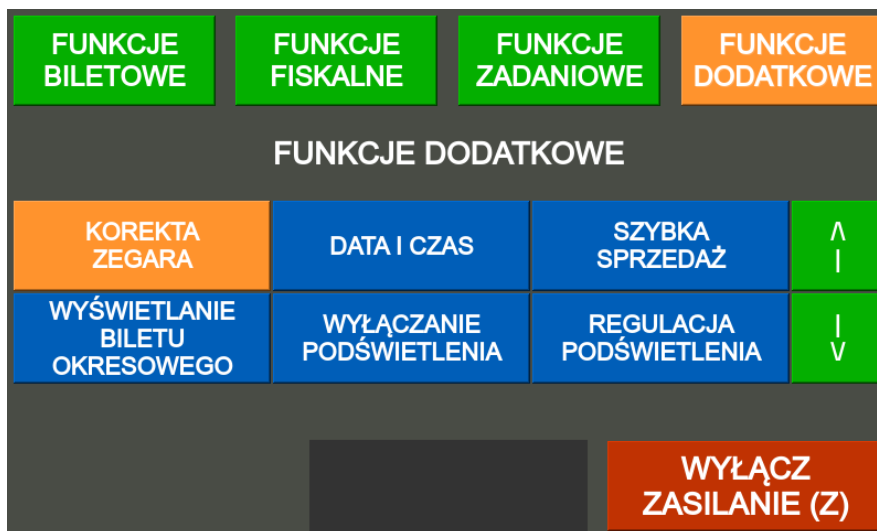 FUNKCJE
BILETOWE
FUNKCJE
FISKALNE
FUNKCJE
ZADANIOWE
FUNKCJE
DODATKOWE
FUNKCJE DODATKOWE
KOREKTA
ZEGARA
DATA I CZAS
SZYBKA
SPRZEDAŻ
WYŚWIETLANIE
BILETU
OKRESOWEGO
WYŁĄCZANIE
PODŚWIETLENIA
REGULACJA
PODŚWIETLENIA
WYŁĄCZ
ZASILANIE (Z)